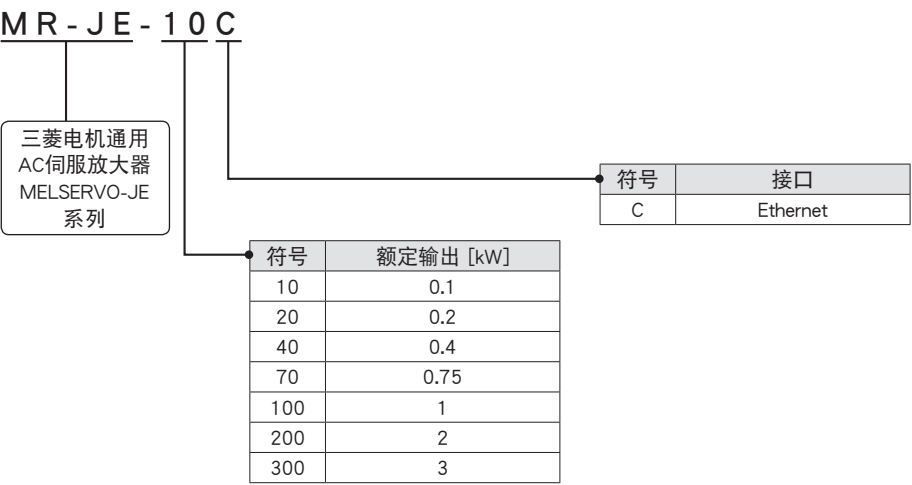 MR-JE-10C
三菱电机通用
AC伺服放大器
MELSERVO-JE
系列
符号 接口
C Ethernet
符号 额定输出 [kW]
10 0.1
20 0.2
40 0.4
70 0.75
100 1
200 2
300 3